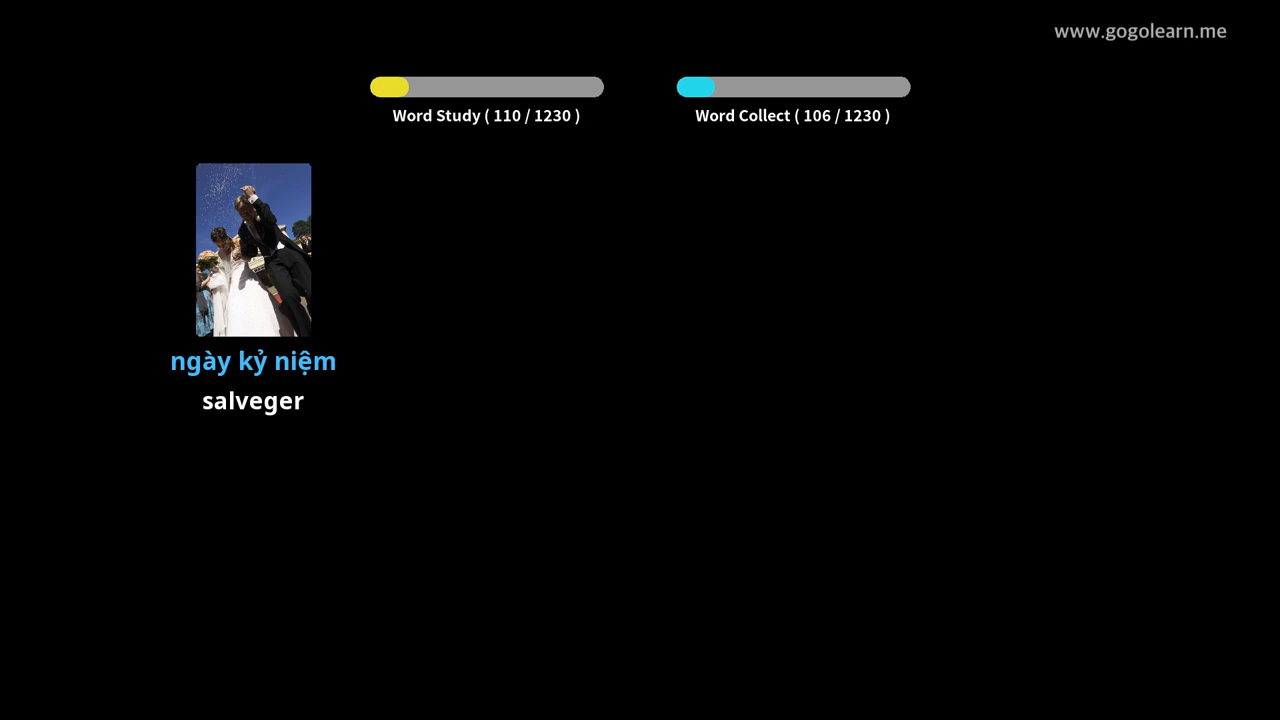 www.gogolearn.me
Word Study ( 110 / 1230 )
Word Collect ( 106 / 1230 )
ngày kỷ niệm
salveger